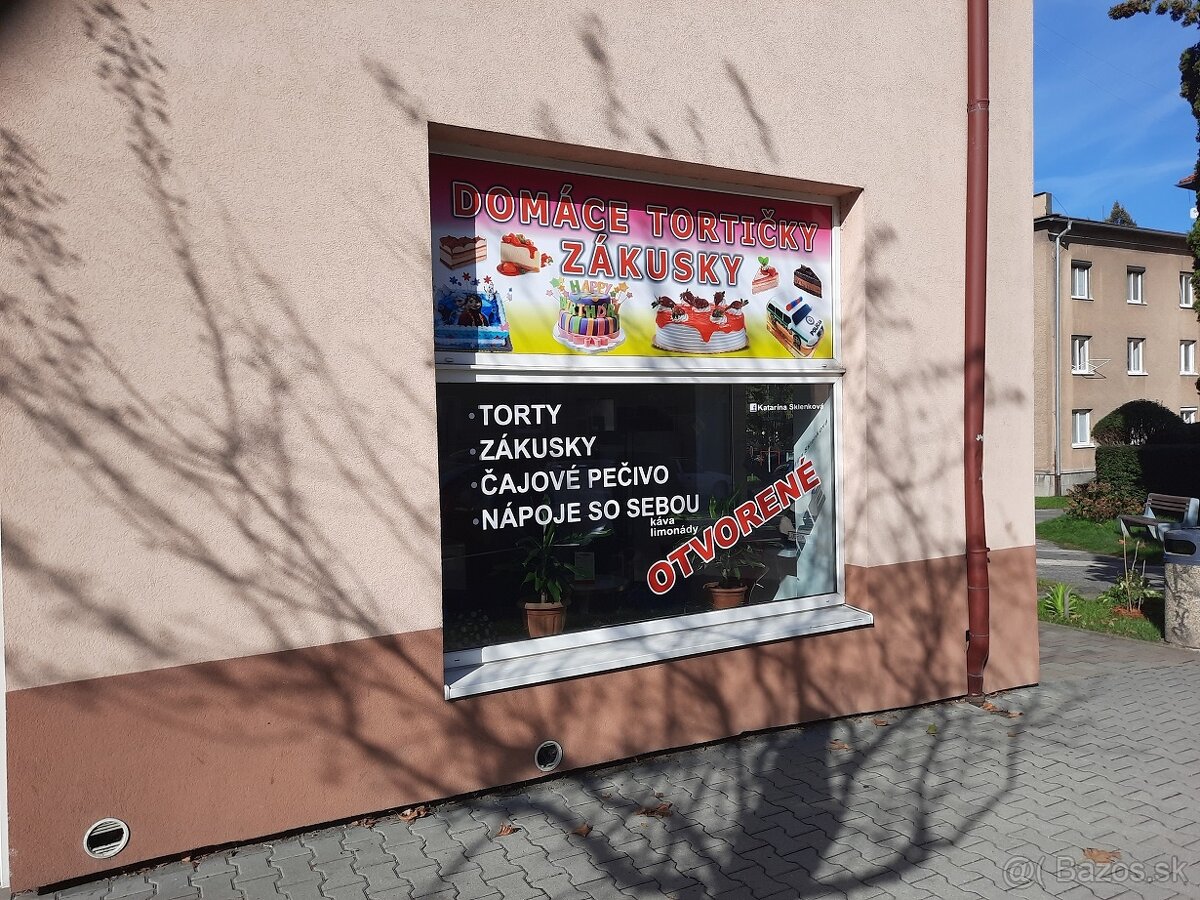 DOMÁCE TORTIČKY
ZÁKUSKY
HAPPY
BIRTHDAY
POLÍCIA
Katarína Sklenková
• TORTY
• ZÁKUSKY
• ČAJOVÉ PEČIVO
• NÁPOJE SO SEBOU
káva
limonády
OTVORENÉ
@( Bazos.sk